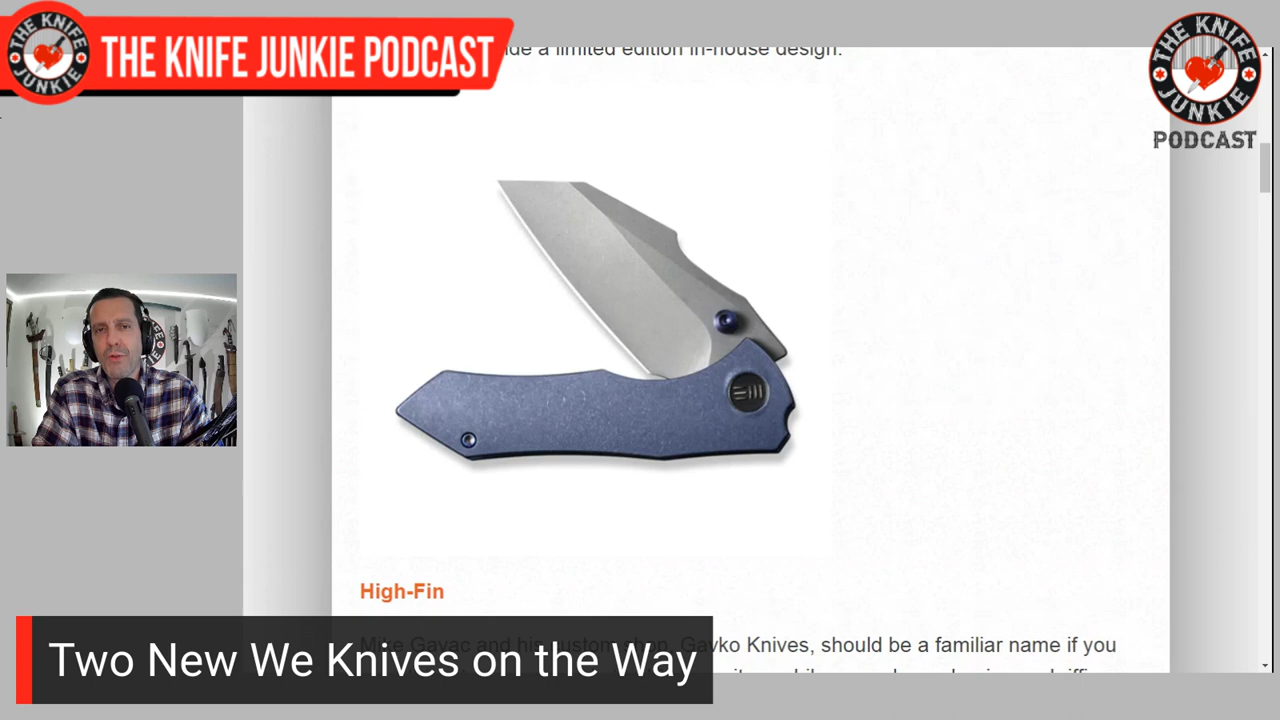 THE KNIFE JUNKIE
THE KNIFE JUNKIE PODCAST
THE KNIFE JUNKIE
PODCAST
a limited edition in-house design.
High-Fin
Mike Gavac and his custom shop, Gavko Knives, should be a familiar name if you
Two New We Knives on the Way